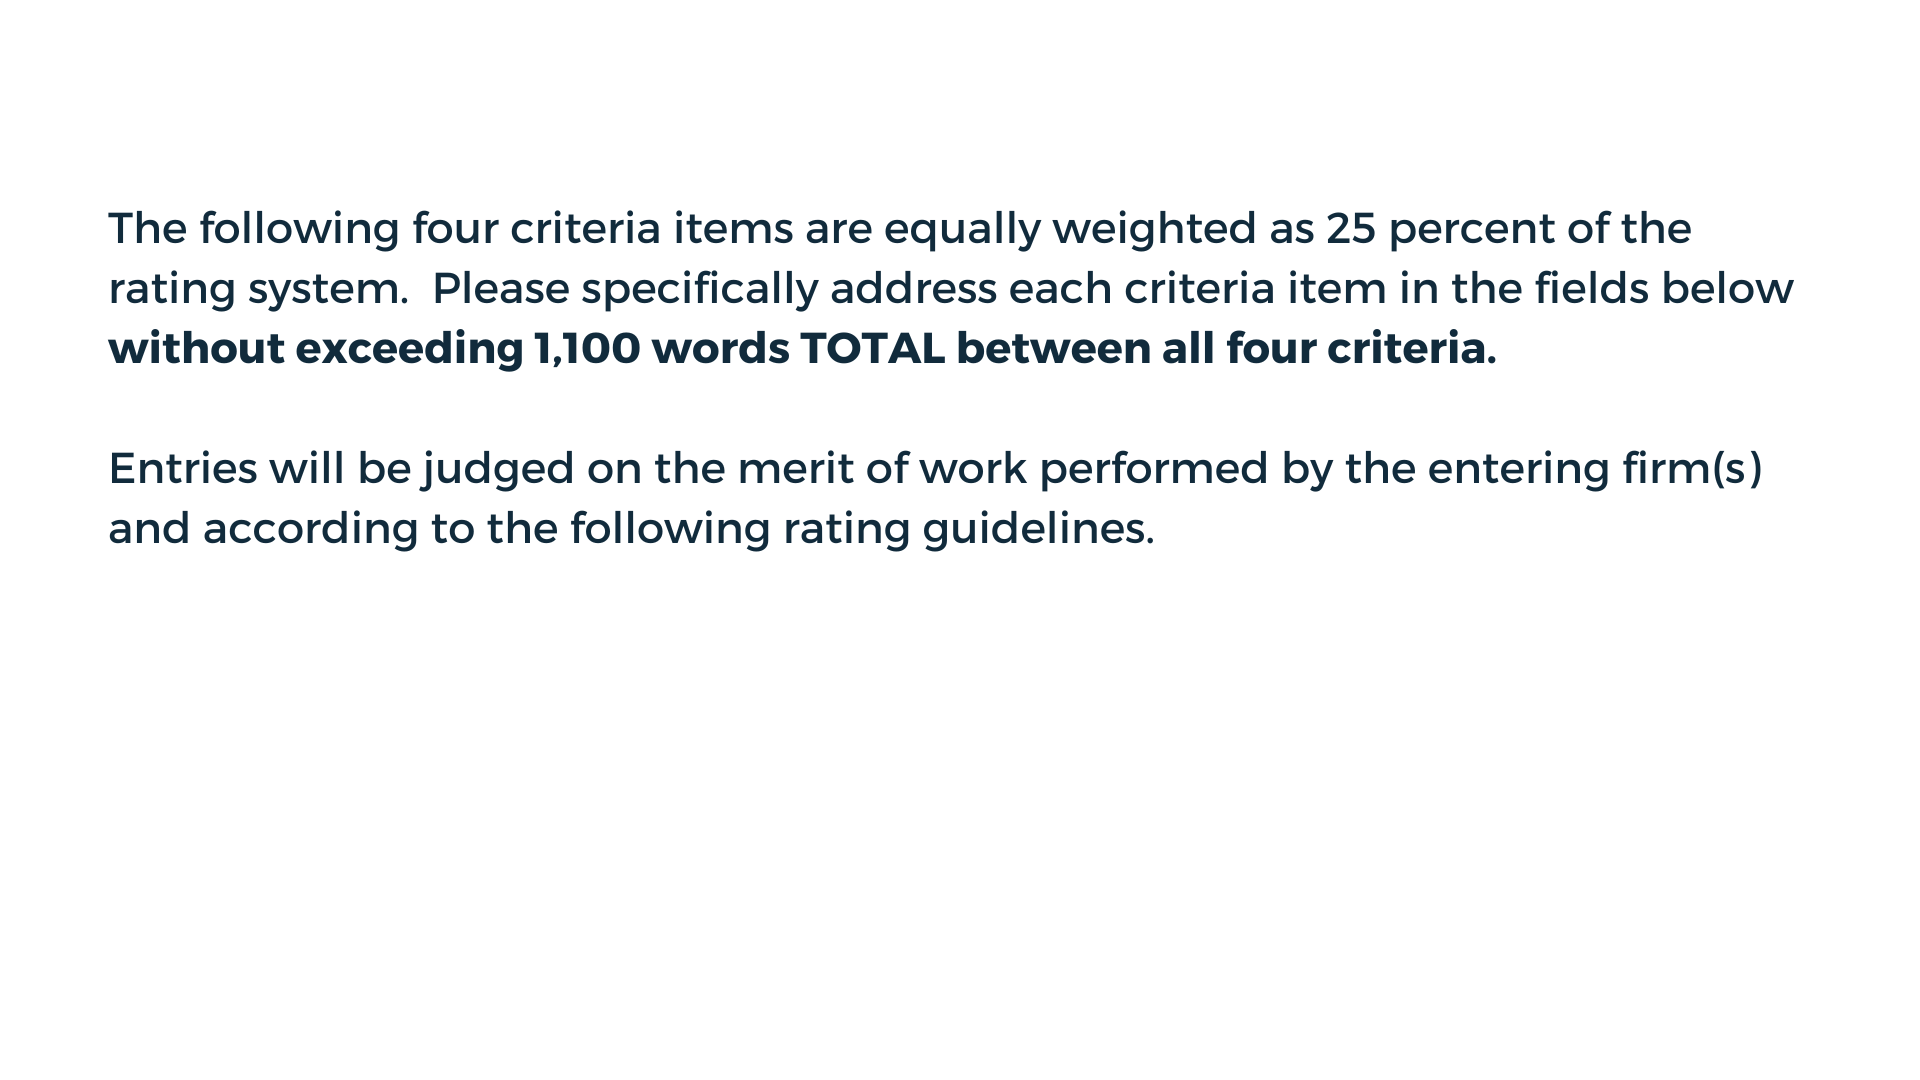 The following four criteria items are equally weighted as 25 percent of the
rating system.  Please specifically address each criteria item in the fields below
without exceeding 1,100 words TOTAL between all four criteria.
Entries will be judged on the merit of work performed by the entering firm(s)
and according to the following rating guidelines.